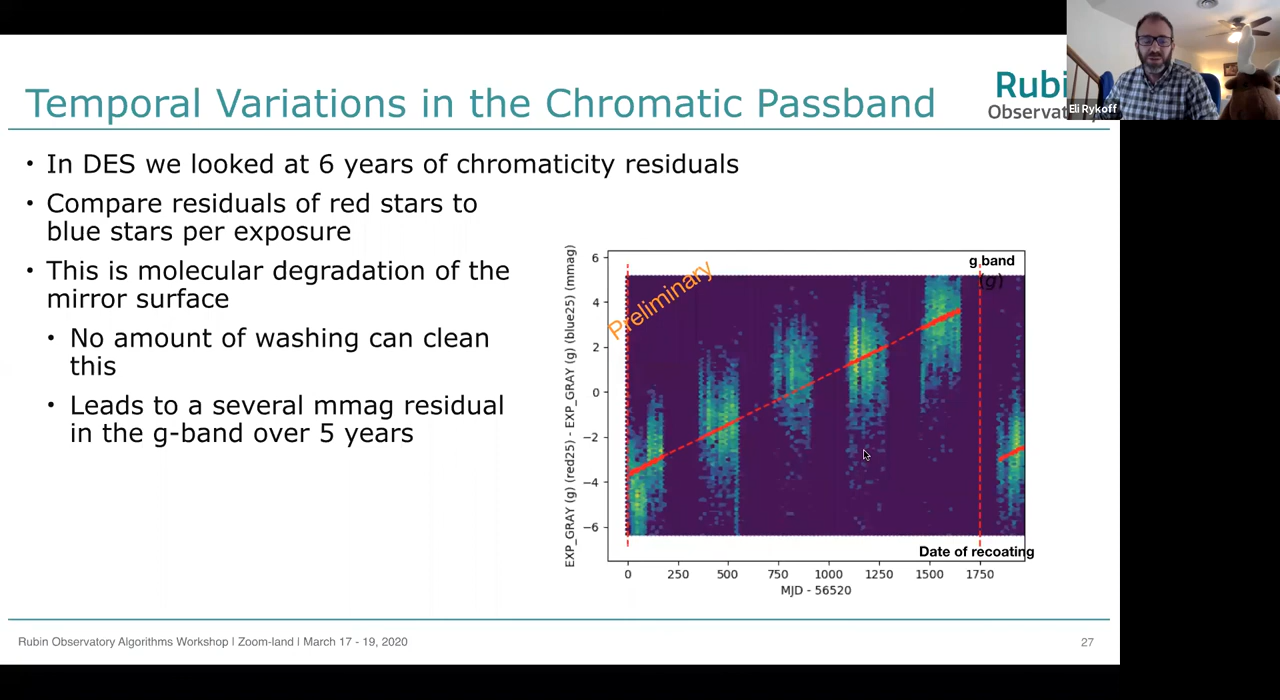 Temporal Variations in the Chromatic Passband
Rubi
Observat
Eli Rykoff
• In DES we looked at 6 years of chromaticity residuals
• Compare residuals of red stars to
blue stars per exposure
• This is molecular degradation of the
mirror surface
• No amount of washing can clean
this
• Leads to a several mmag residual
in the g-band over 5 years
EXP_GRAY (g) (red25) - EXP_GRAY (g) (blue25) (mmag)
6
4
2
0
−2
−4
−6
Preliminary
g band
(g)
Date of recoating
0 250 500 750 1000 1250 1500 1750
MJD - 56520
Rubin Observatory Algorithms Workshop | Zoom-land | March 17 - 19, 2020
27